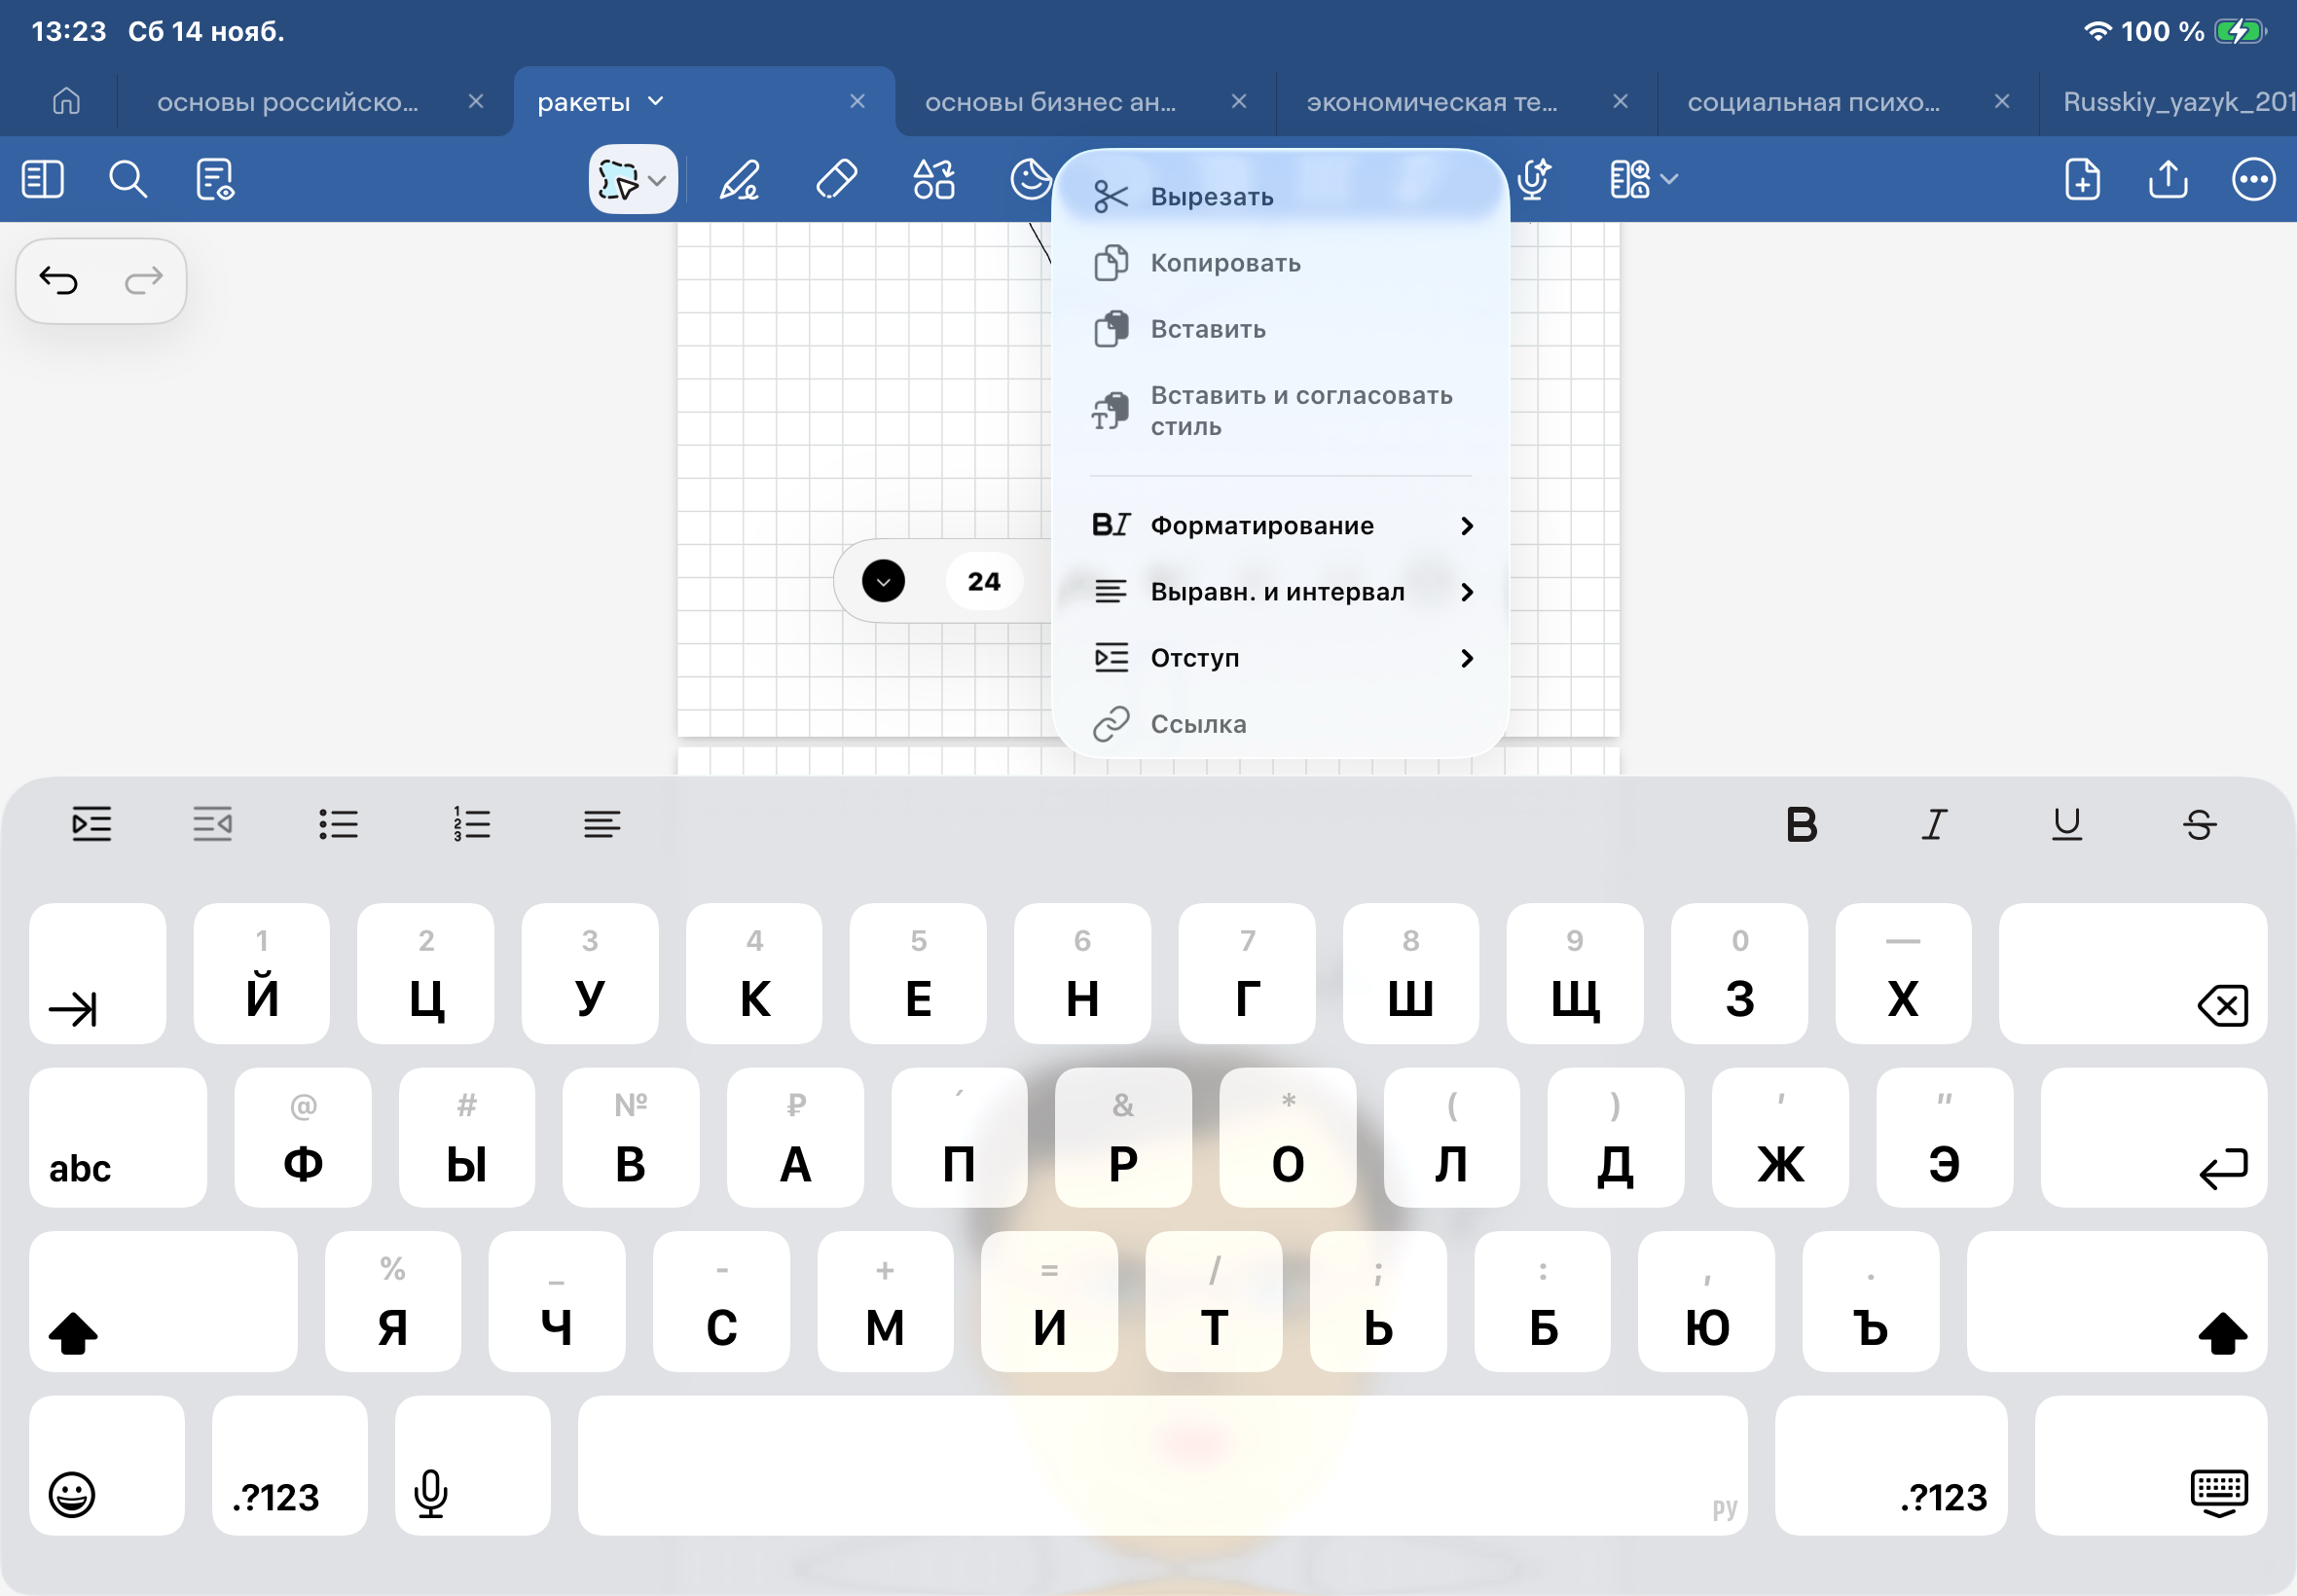 13:23 Сб 14 нояб. 100 %
основы российско... ракеты основы бизнес ан... экономическая те... социальная психо... Russkiy_yazyk_201
Вырезать
Копировать
Вставить
Вставить и согласовать
стиль
BI Форматирование
24
Выравн. и интервал
Отступ
Ссылка
B I U S
1 2 3 4 5 6 7 8 9 0 —
Й Ц У К Е Н Г Ш Щ З Х
@ # № ₽ ´ & * ( ) ' "
abc Ф Ы В А П Р О Л Д Ж Э
% _ - + = / ; : , .
Я Ч С М И Т Ь Б Ю Ъ
.?123 РУ .?123